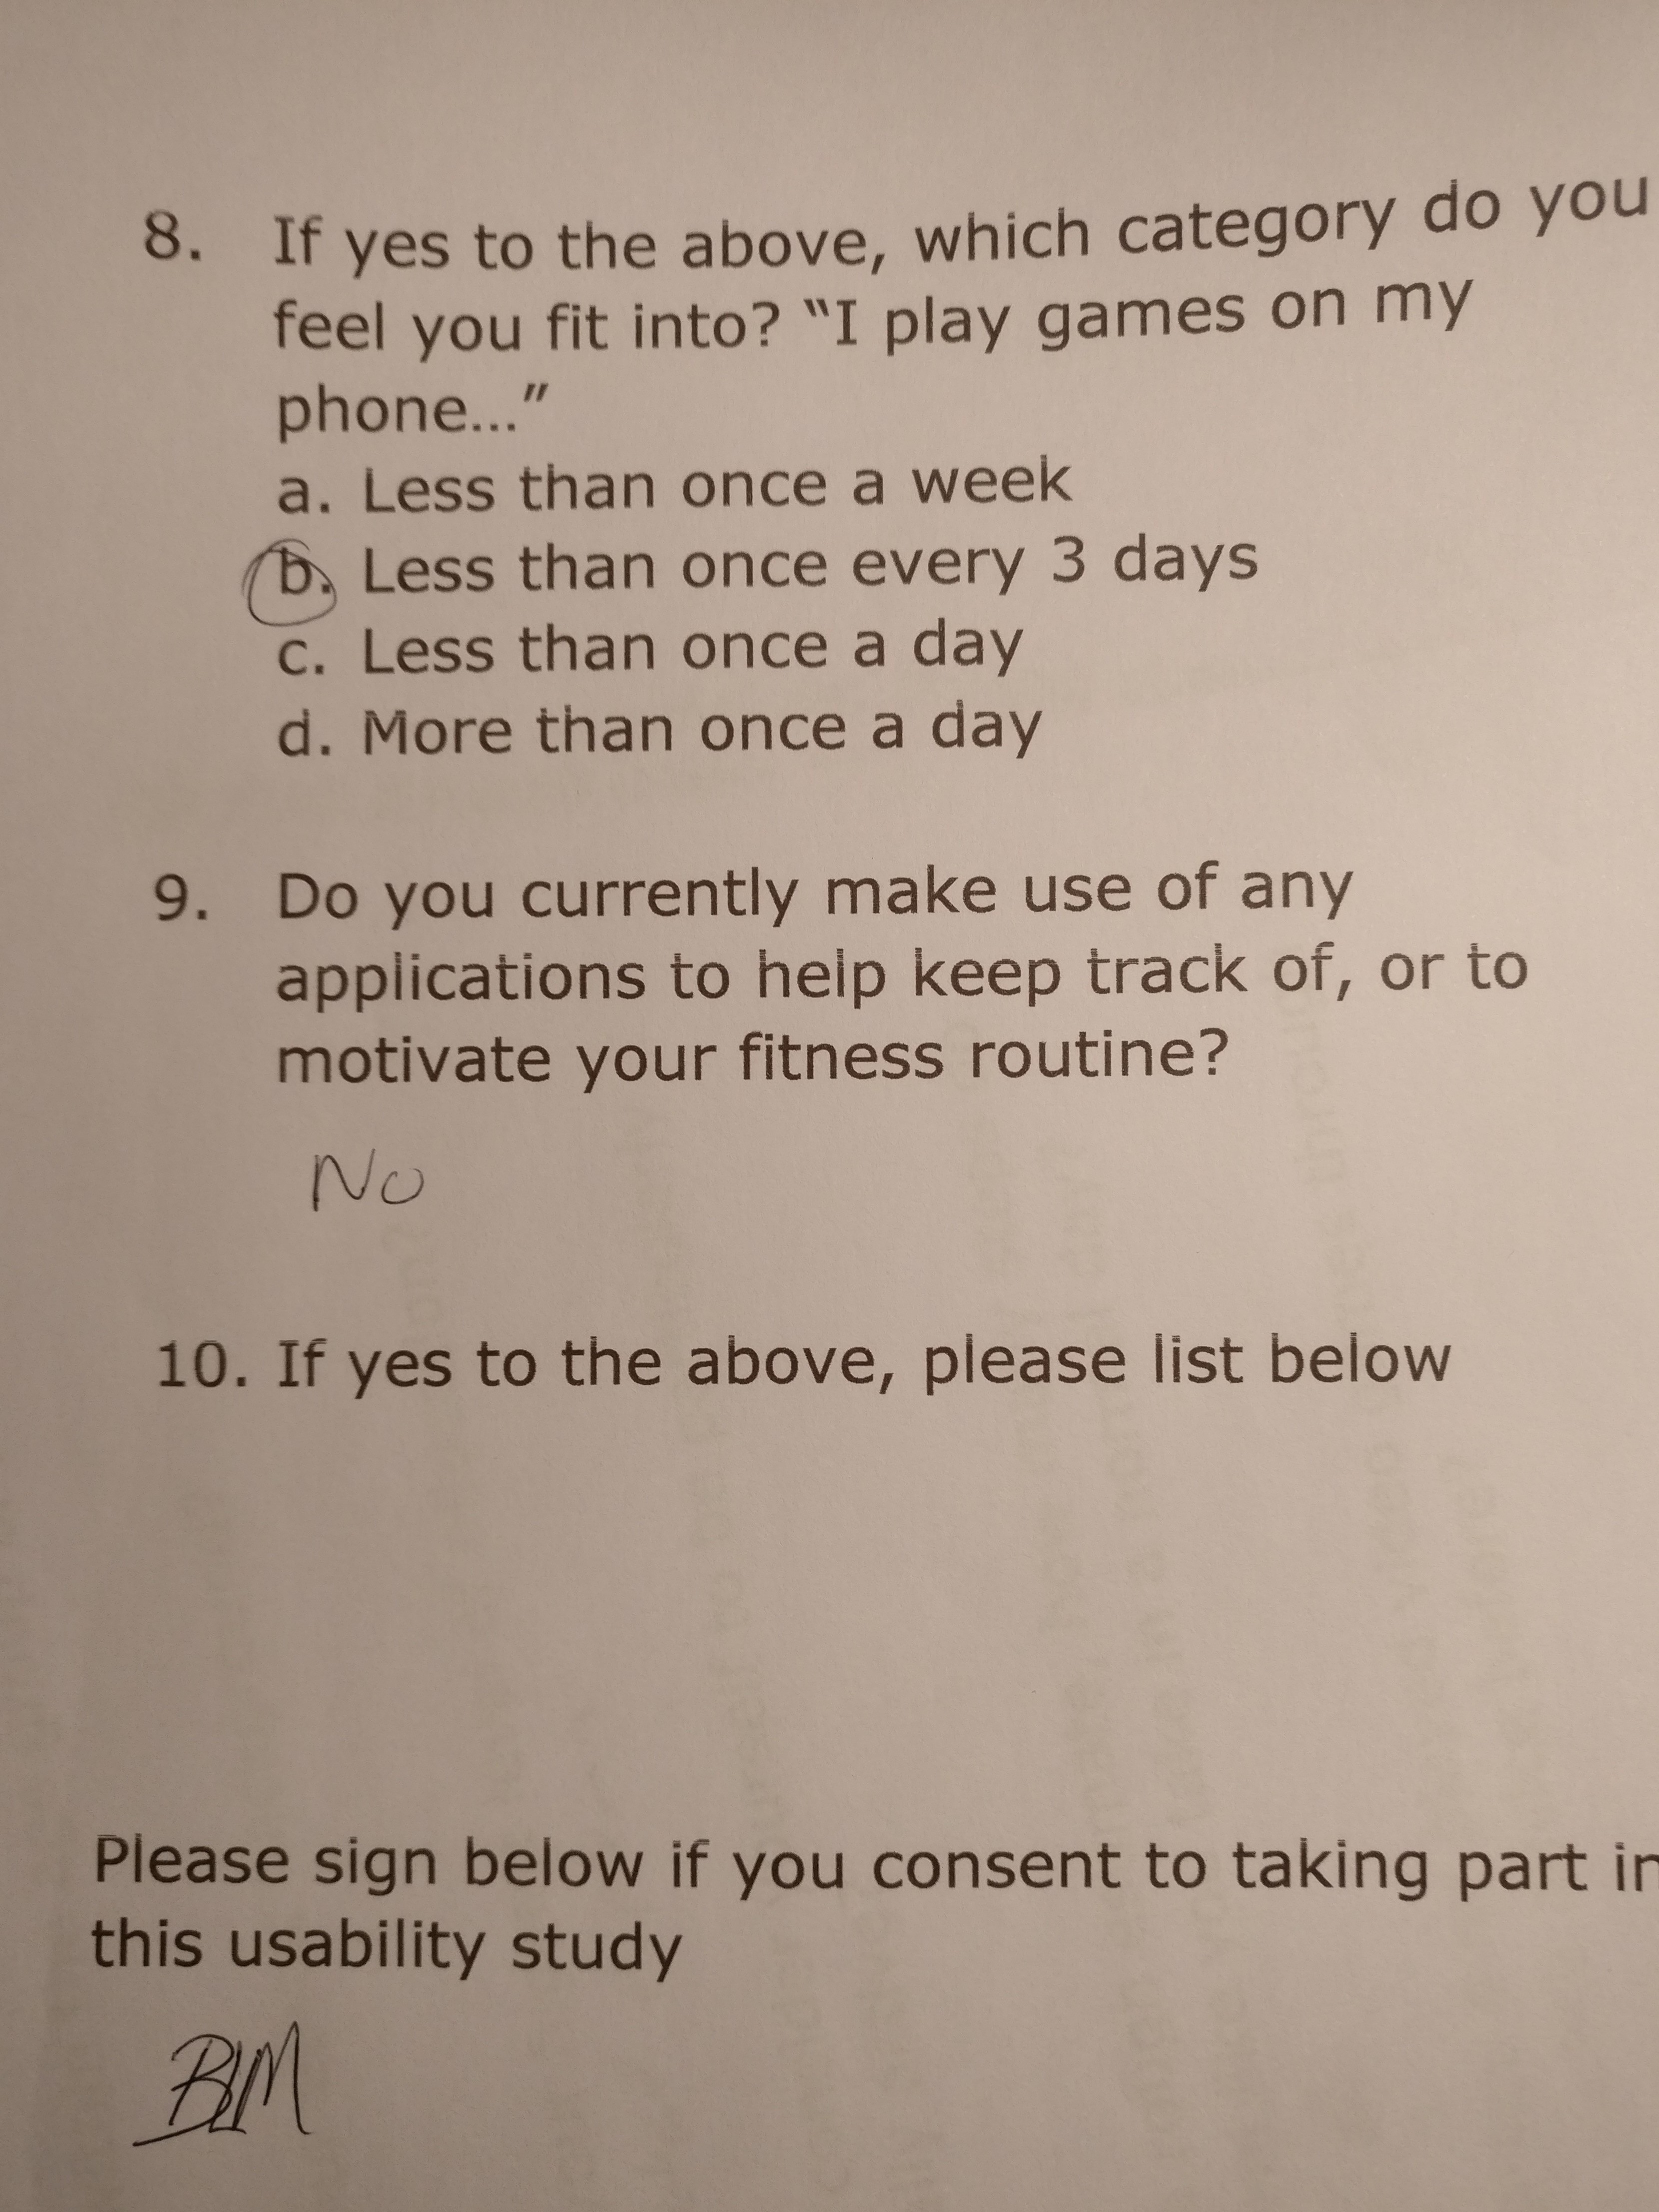 8. If yes to the above, which category do you
feel you fit into? “I play games on my
phone...”
a. Less than once a week
b. Less than once every 3 days
c. Less than once a day
d. More than once a day
9. Do you currently make use of any
applications to help keep track of, or to
motivate your fitness routine?
No
10. If yes to the above, please list below
Please sign below if you consent to taking part in
this usability study
BLM